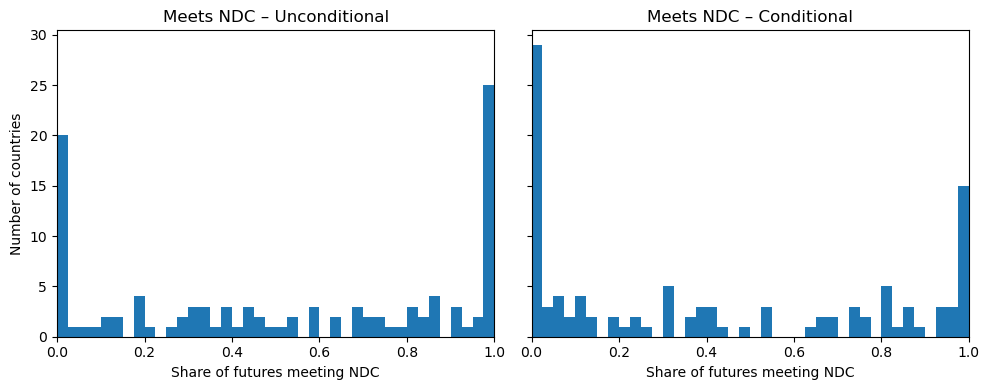 Meets NDC – Unconditional
Meets NDC – Conditional
Number of countries
30
25
20
15
10
5
0
0.0 0.2 0.4 0.6 0.8 1.0
0.0 0.2 0.4 0.6 0.8 1.0
Share of futures meeting NDC
Share of futures meeting NDC